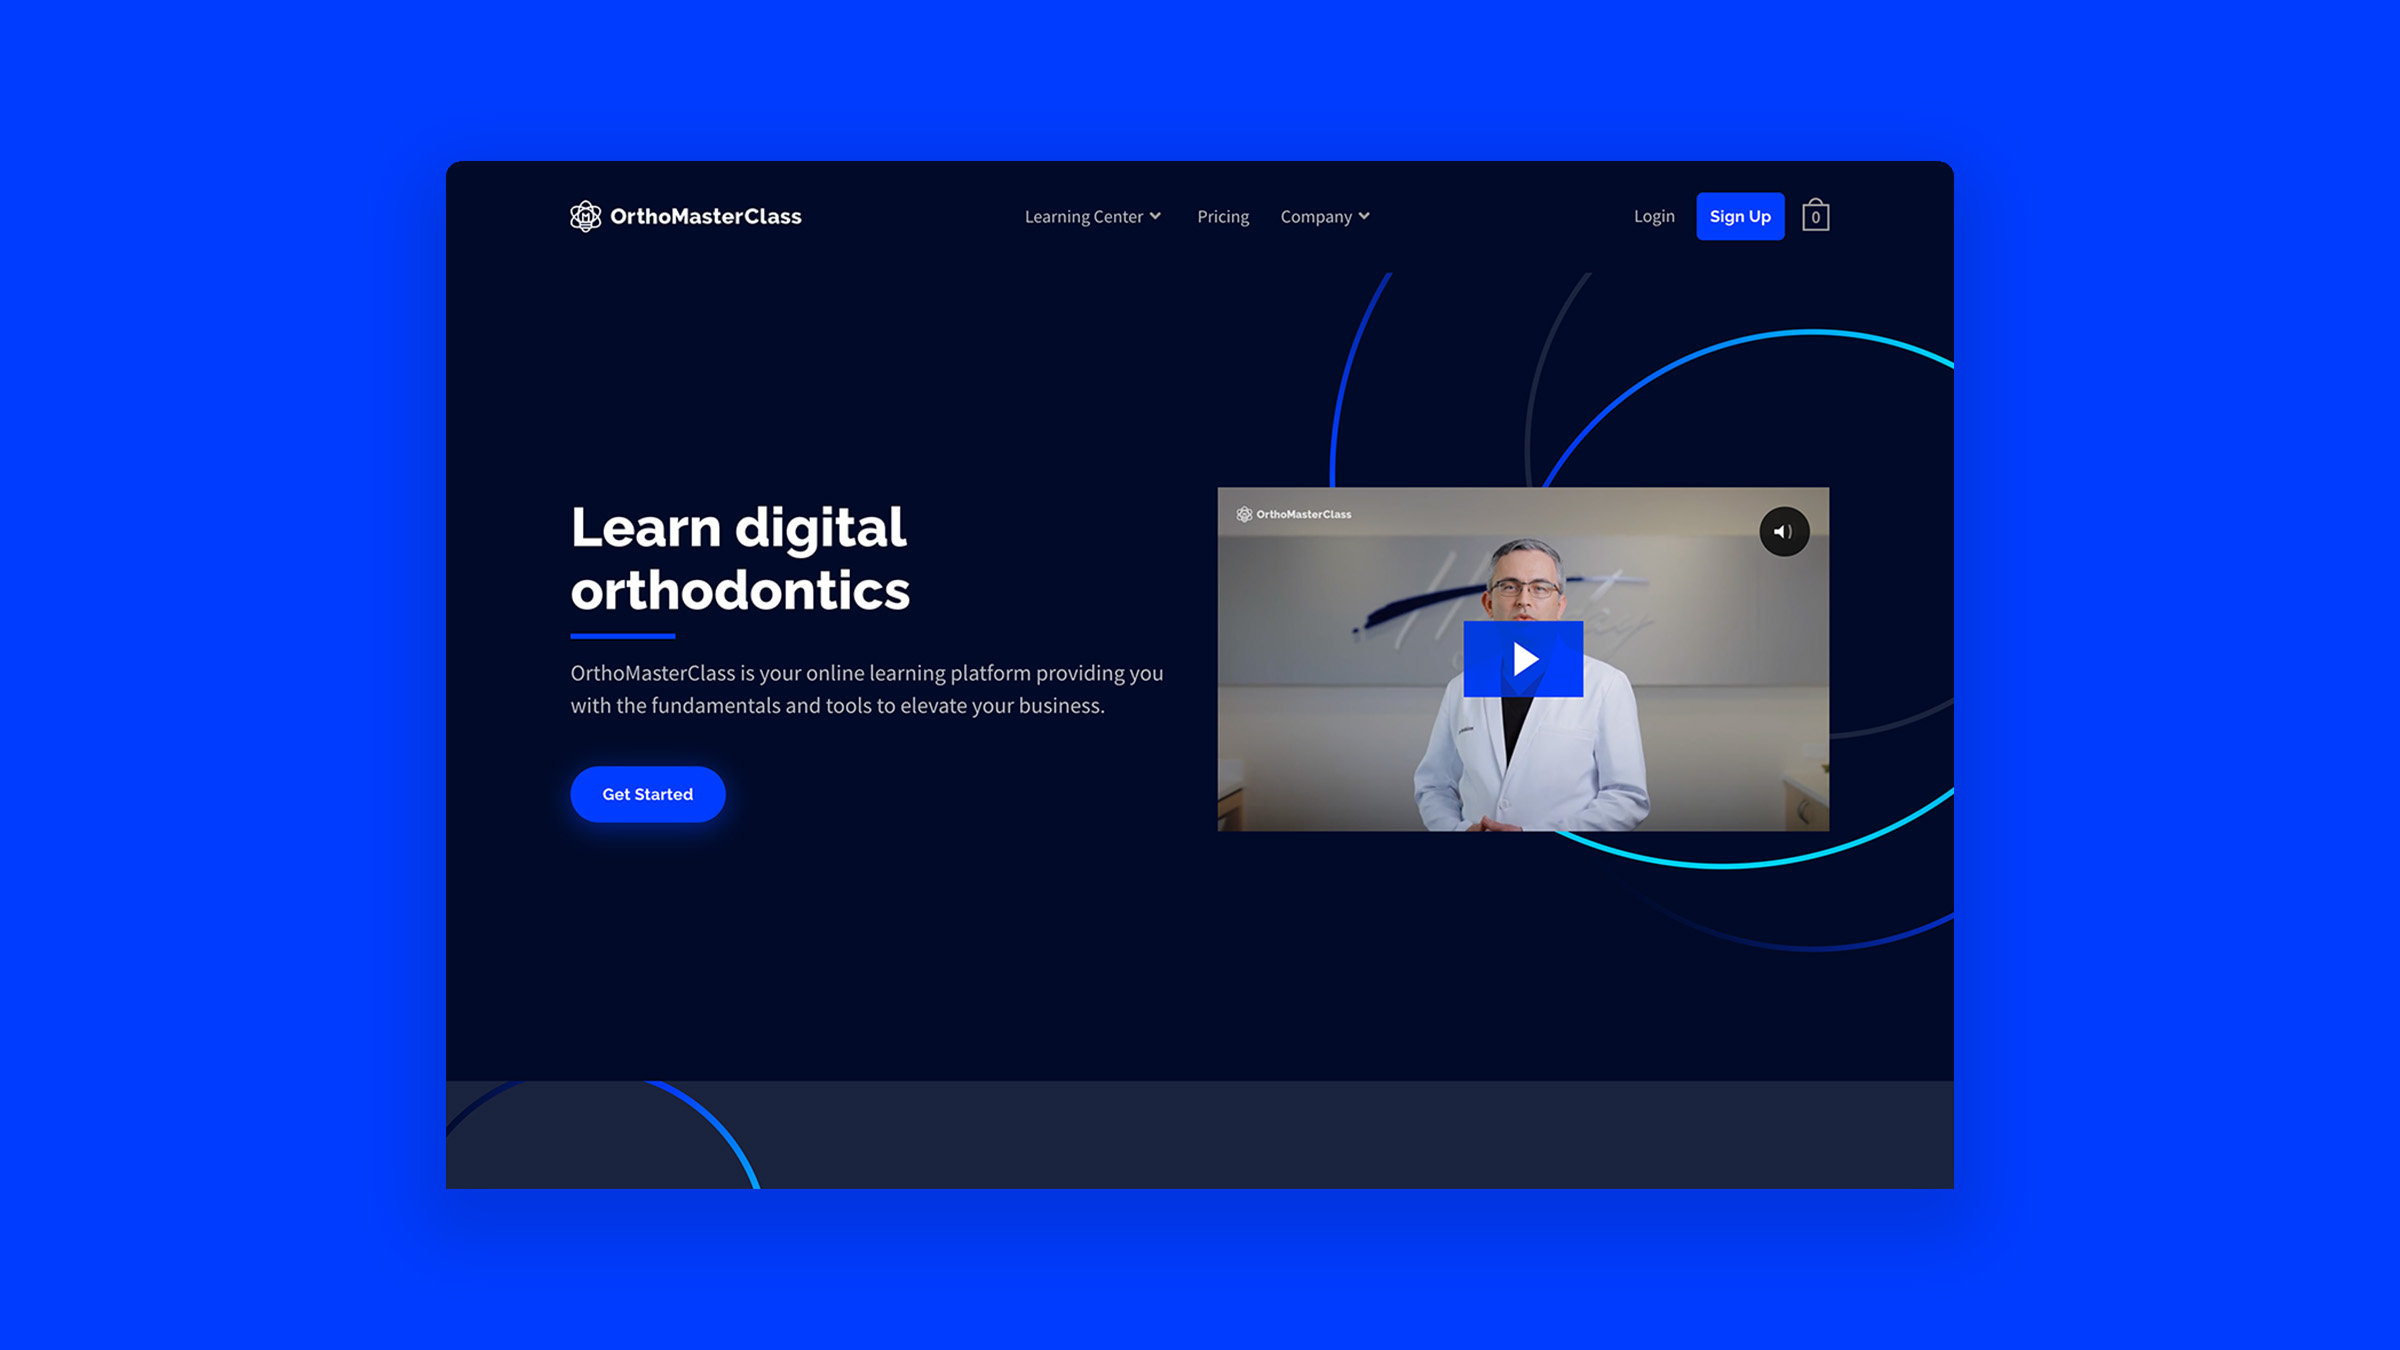 OrthoMasterClass
Learning Center
Pricing
Company
Login
Sign Up
0
Learn digital
orthodontics
OrthoMasterClass is your online learning platform providing you
with the fundamentals and tools to elevate your business.
Get Started
OrthoMasterClass